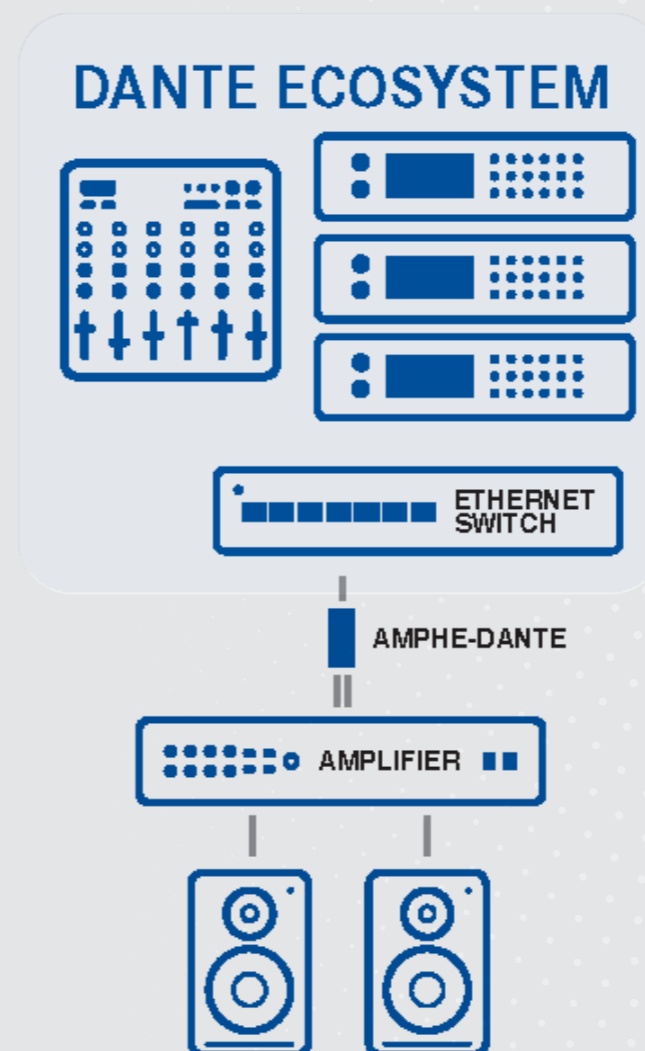 DANTE ECOSYSTEM
ETHERNET
SWITCH
AMPHE-DANTE
AMPLIFIER